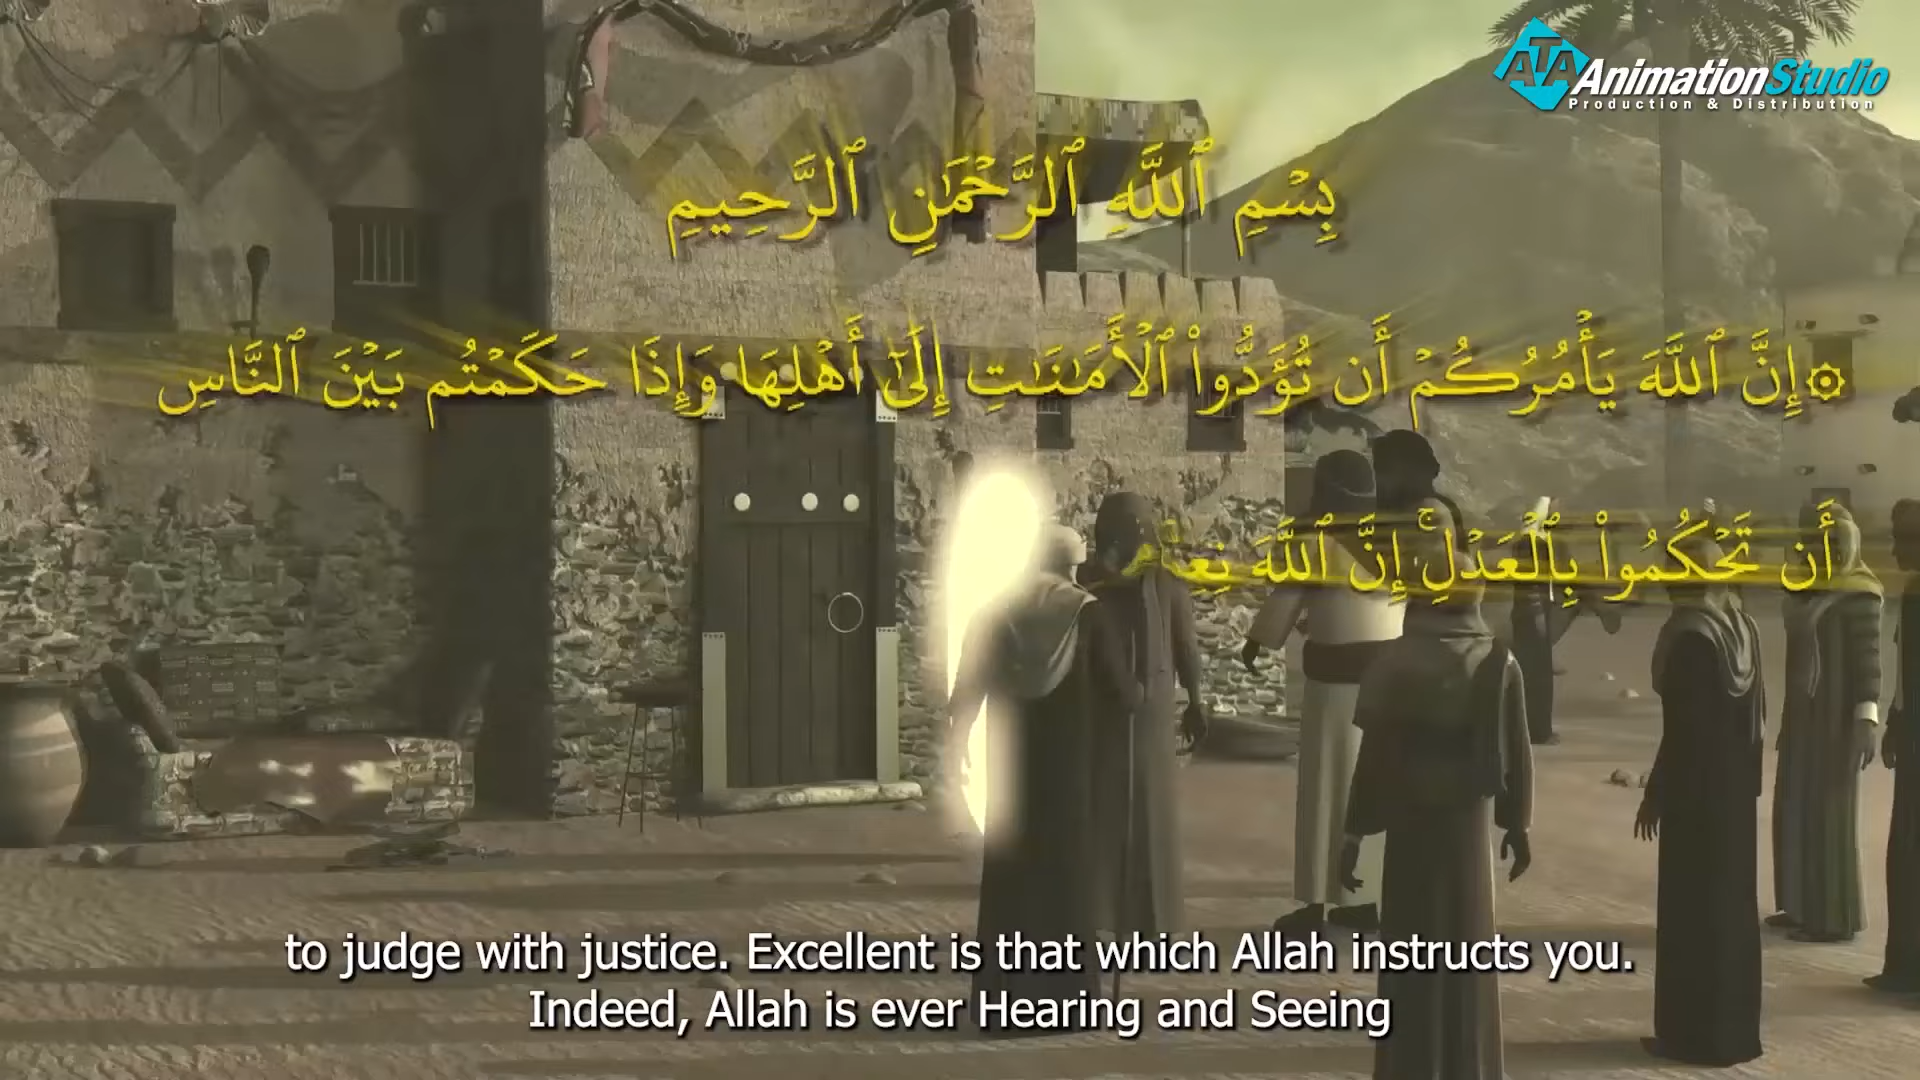 ATA AnimationStudio
Production & Distribution
بِسْمِ ٱللَّهِ ٱلرَّحْمَٰنِ ٱلرَّحِيمِ
۞ إِنَّ ٱللَّهَ يَأْمُرُكُمْ أَن تُؤَدُّوا۟ ٱلْأَمَٰنَٰتِ إِلَىٰٓ أَهْلِهَا وَإِذَا حَكَمْتُم بَيْنَ ٱلنَّاسِ
أَن تَحْكُمُوا۟ بِٱلْعَدْلِ ۚ إِنَّ ٱللَّهَ
to judge with justice. Excellent is that which Allah instructs you.
Indeed, Allah is ever Hearing and Seeing